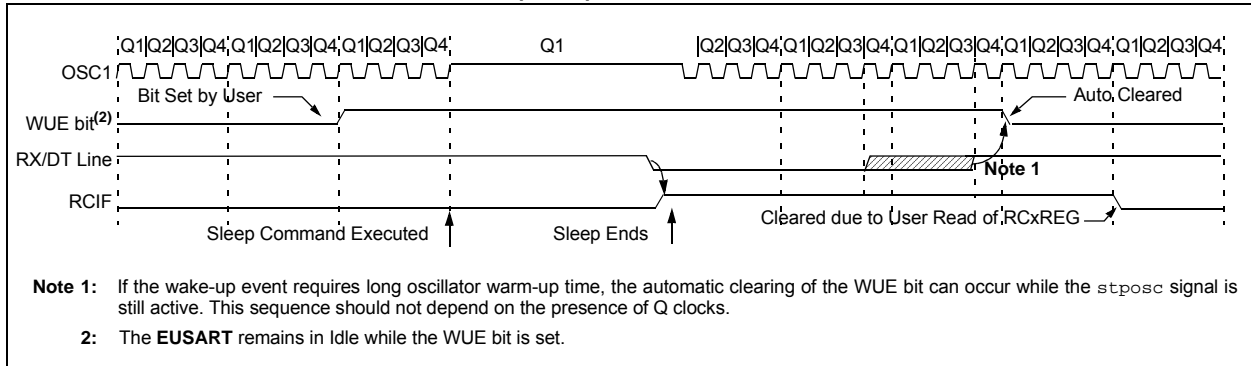 Q1|Q2|Q3|Q4|Q1|Q2|Q3|Q4|Q1|Q2|Q3|Q4 Q1 |Q2|Q3|Q4|Q1|Q2|Q3|Q4|Q1|Q2|Q3|Q4|Q1|Q2|Q3|Q4|Q1|Q2|Q3|Q4
OSC1
Bit Set by User
Auto Cleared
WUE bit(2)
RX/DT Line
Note 1
RCIF
Cleared due to User Read of RCxREG
Sleep Command Executed
Sleep Ends
Note 1: If the wake-up event requires long oscillator warm-up time, the automatic clearing of the WUE bit can occur while the stposc signal is
still active. This sequence should not depend on the presence of Q clocks.
2: The EUSART remains in Idle while the WUE bit is set.